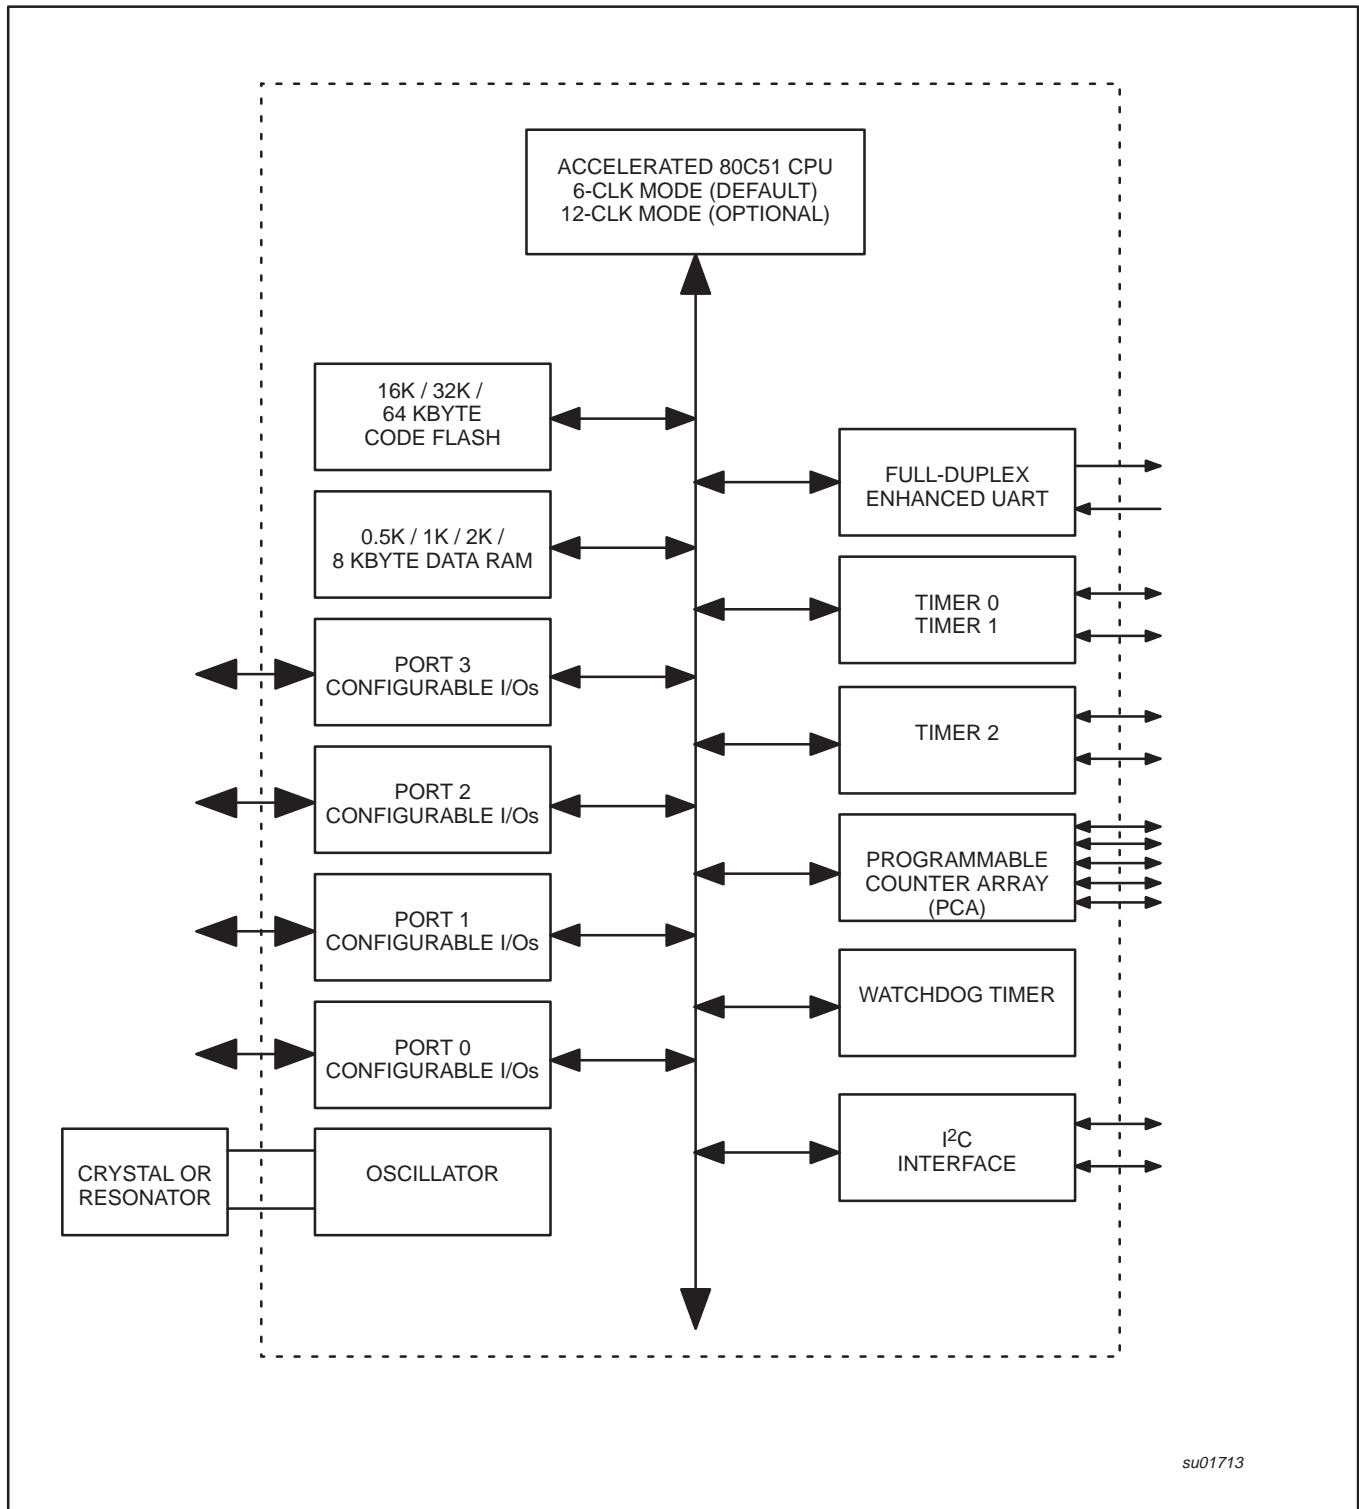 ACCELERATED 80C51 CPU
6-CLK MODE (DEFAULT)
12-CLK MODE (OPTIONAL)
16K / 32K /
64 KBYTE
CODE FLASH
FULL-DUPLEX
ENHANCED UART
0.5K / 1K / 2K /
8 KBYTE DATA RAM
TIMER 0
TIMER 1
PORT 3
CONFIGURABLE I/Os
TIMER 2
PORT 2
CONFIGURABLE I/Os
PROGRAMMABLE
COUNTER ARRAY
(PCA)
PORT 1
CONFIGURABLE I/Os
WATCHDOG TIMER
PORT 0
CONFIGURABLE I/Os
I²C
INTERFACE
CRYSTAL OR
RESONATOR
OSCILLATOR
su01713